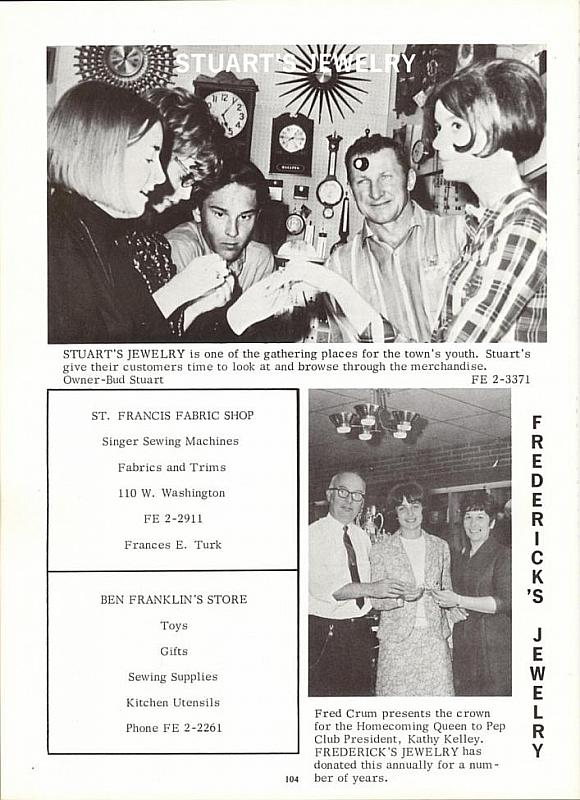 STUART'S JEWELRY
STUART'S JEWELRY is one of the gathering places for the town's youth. Stuart's
give their customers time to look at and browse through the merchandise.
Owner-Bud Stuart FE 2-3371
ST. FRANCIS FABRIC SHOP
Singer Sewing Machines
Fabrics and Trims
110 W. Washington
FE 2-2911
Frances E. Turk
BEN FRANKLIN'S STORE
Toys
Gifts
Sewing Supplies
Kitchen Utensils
Phone FE 2-2261
FREDERICK'S JEWELRY
Fred Crum presents the crown
for the Homecoming Queen to Pep
Club President, Kathy Kelley.
FREDERICK'S JEWELRY has
donated this annually for a num-
ber of years.
104